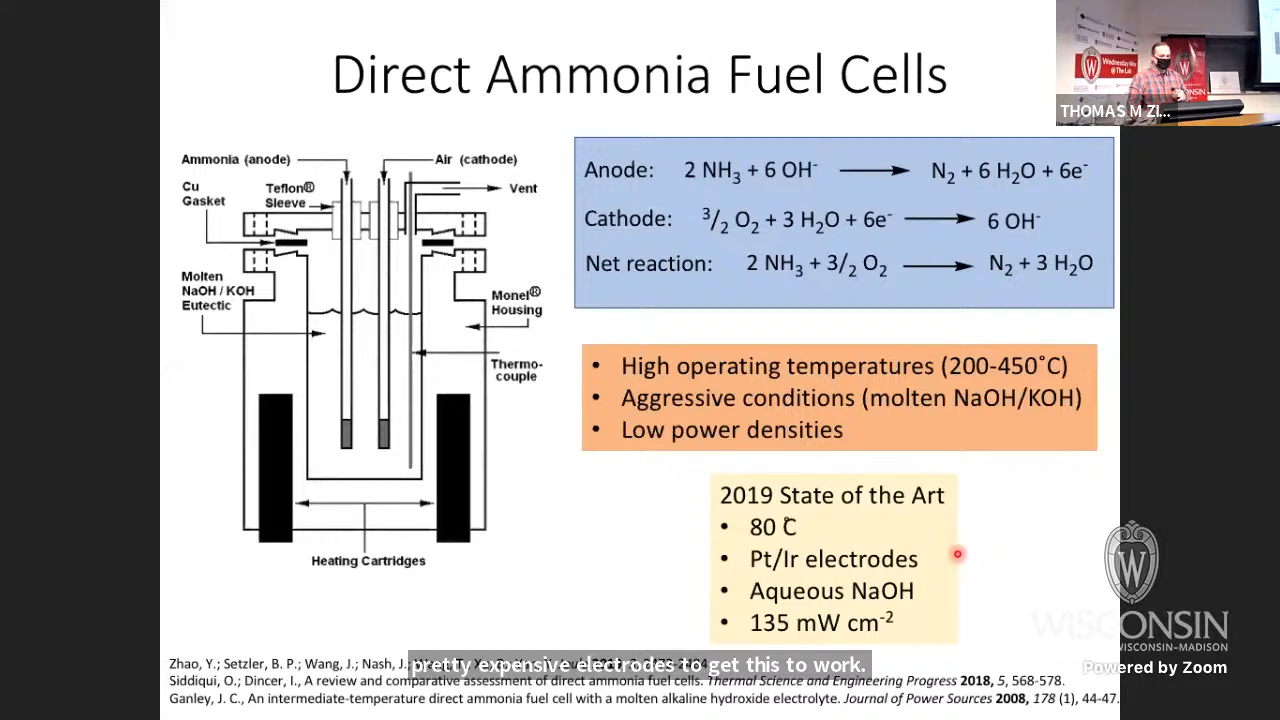 Direct Ammonia Fuel Cells
Wednesday Nite
@ The Lab
THOMAS M ZI...
Ammonia (anode)
Air (cathode)
Cu
Gasket
Teflon®
Sleeve
Vent
Molten
NaOH / KOH
Eutectic
Monel®
Housing
Thermo-
couple
Heating Cartridges
Anode: 2 NH3 + 6 OH- → N2 + 6 H2O + 6e-
Cathode: 3/2 O2 + 3 H2O + 6e- → 6 OH-
Net reaction: 2 NH3 + 3/2 O2 → N2 + 3 H2O
• High operating temperatures (200-450˚C)
• Aggressive conditions (molten NaOH/KOH)
• Low power densities
2019 State of the Art
• 80 ˚C
• Pt/Ir electrodes
• Aqueous NaOH
• 135 mW cm-2
W
WISCONSIN
UNIVERSITY OF WISCONSIN-MADISON
Powered by Zoom
pretty expensive electrodes to get this to work.
Zhao, Y.; Setzler, B. P.; Wang, J.; Nash, J.;
Siddiqui, O.; Dincer, I., A review and comparative assessment of direct ammonia fuel cells. Thermal Science and Engineering Progress 2018, 5, 568-578.
Ganley, J. C., An intermediate-temperature direct ammonia fuel cell with a molten alkaline hydroxide electrolyte. Journal of Power Sources 2008, 178 (1), 44-47.